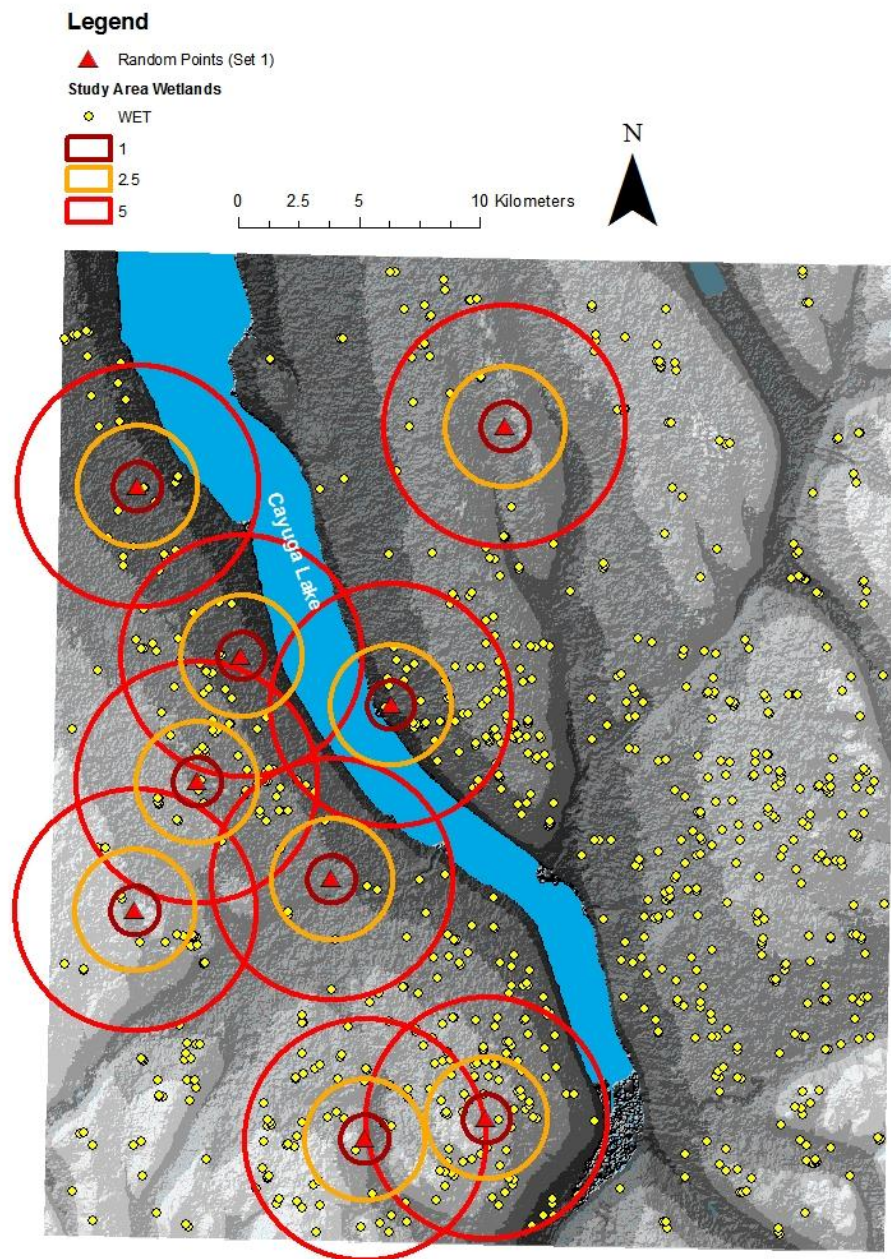 Legend
Random Points (Set 1)
Study Area Wetlands
WET
1
2.5
5
0 2.5 5 10 Kilometers
N
Cayuga Lake